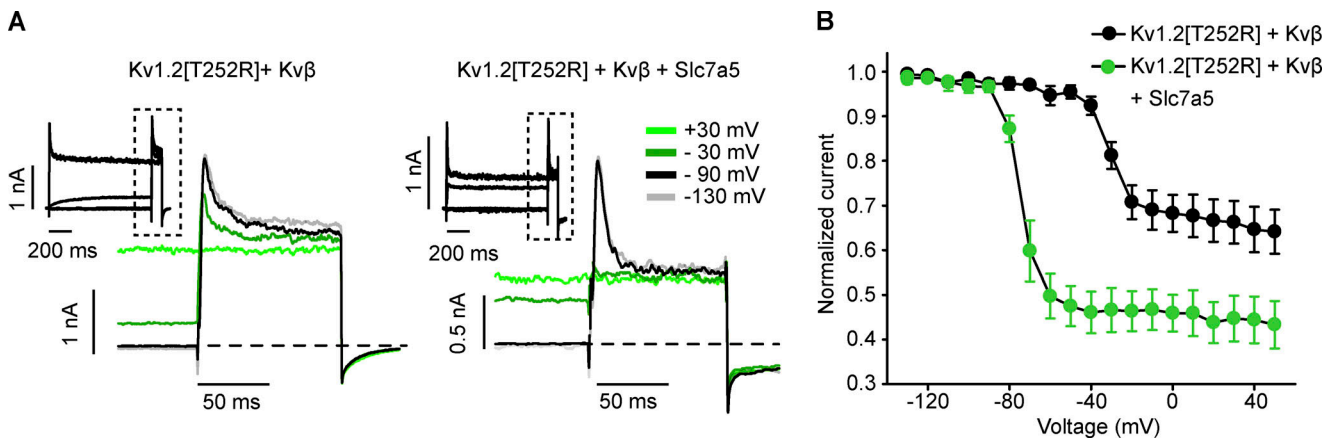 A
Kv1.2[T252R]+ Kvβ
1 nA
200 ms
1 nA
50 ms
Kv1.2[T252R] + Kvβ + Slc7a5
1 nA
200 ms
+30 mV
- 30 mV
- 90 mV
-130 mV
0.5 nA
50 ms
B
Kv1.2[T252R] + Kvβ
Kv1.2[T252R] + Kvβ
+ Slc7a5
Normalized current
1.0
0.9
0.8
0.7
0.6
0.5
0.4
0.3
-120
-80
-40
0
40
Voltage (mV)